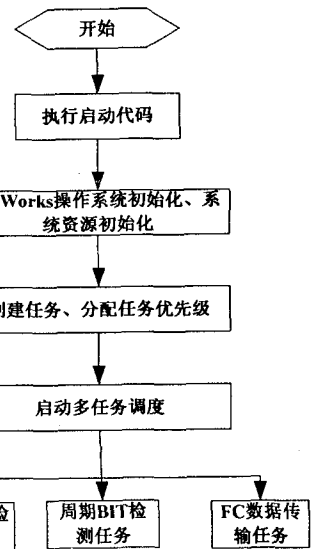 开始
执行启动代码
Works操作系统初始化、系
统资源初始化
建任务、分配任务优先级
启动多任务调度
周期BIT检
测任务
FC数据传
输任务